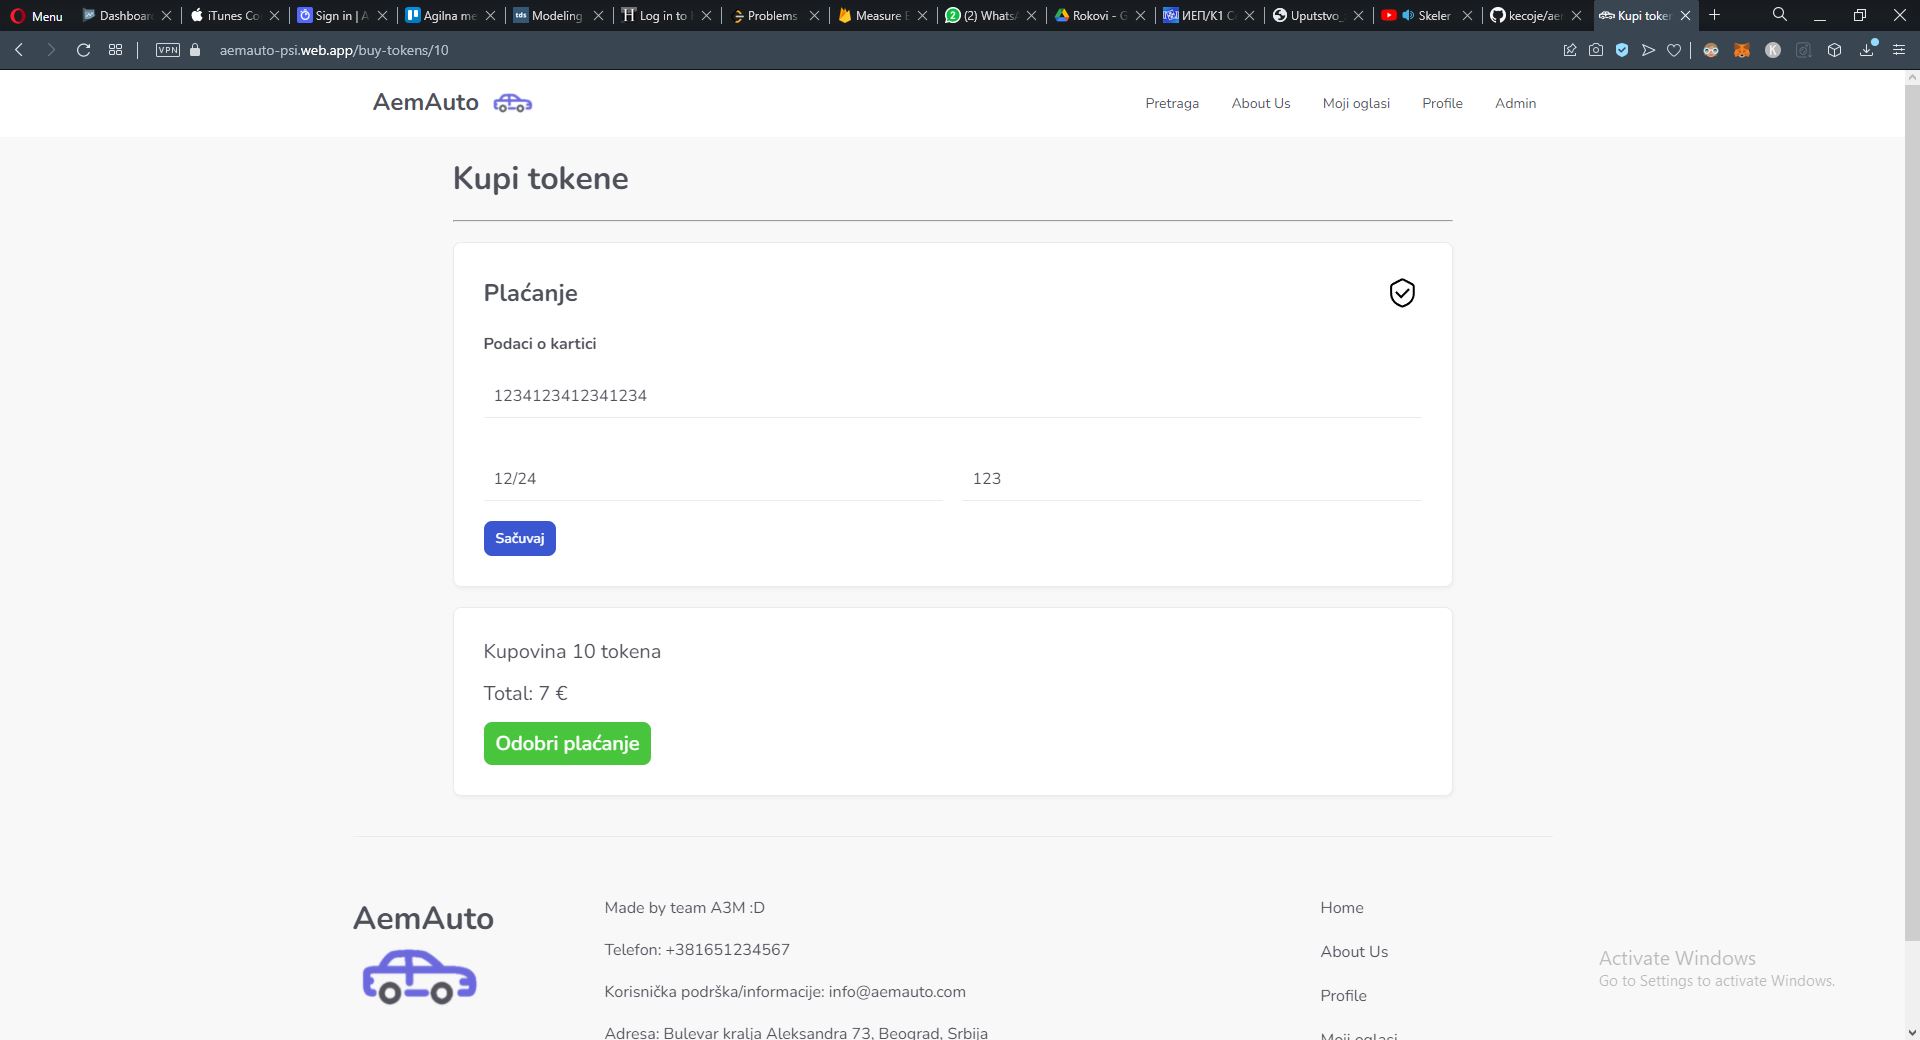 Menu
Dashboar
iTunes Co
Sign in | A
Agilna me
tds Modeling
Log in to
Problems
Measure E
(2) Whats
Rokovi - G
ИЕП/К1 С
Uputstvo
Skeler
kecoje/ae
Kupi token
VPN
aemauto-psi.web.app/buy-tokens/10
AemAuto
Pretraga
About Us
Moji oglasi
Profile
Admin
Kupi tokene
Plaćanje
Podaci o kartici
1234123412341234
12/24
123
Sačuvaj
Kupovina 10 tokena
Total: 7 €
Odobri plaćanje
AemAuto
Made by team A3M :D
Telefon: +381651234567
Korisnička podrška/informacije: info@aemauto.com
Adresa: Bulevar kralja Aleksandra 73, Beograd, Srbija
Home
About Us
Profile
Moji oglasi
Activate Windows
Go to Settings to activate Windows.